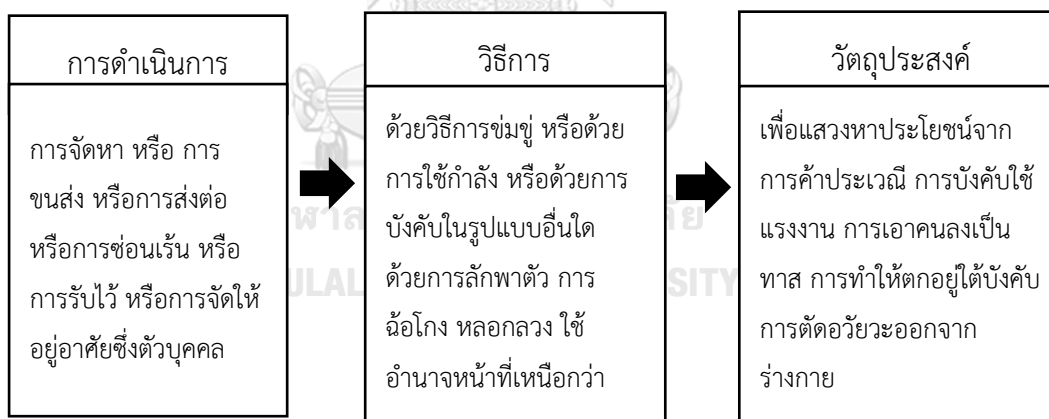 การดำเนินการ
การจัดหา หรือ การ
ขนส่ง หรือการส่งต่อ
หรือการซ่อนเร้น หรือ
การรับไว้ หรือการจัดให้
อยู่อาศัยซึ่งตัวบุคคล
วิธีการ
ด้วยวิธีการข่มขู่ หรือด้วย
การใช้กำลัง หรือด้วยการ
บังคับในรูปแบบอื่นใด
ด้วยการลักพาตัว การ
ฉ้อโกง หลอกลวง ใช้
อำนาจหน้าที่เหนือกว่า
วัตถุประสงค์
เพื่อแสวงหาประโยชน์จาก
การค้าประเวณี การบังคับใช้
แรงงาน การเอาคนลงเป็น
ทาส การทำให้ตกอยู่ใต้บังคับ
การตัดอวัยวะออกจาก
ร่างกาย